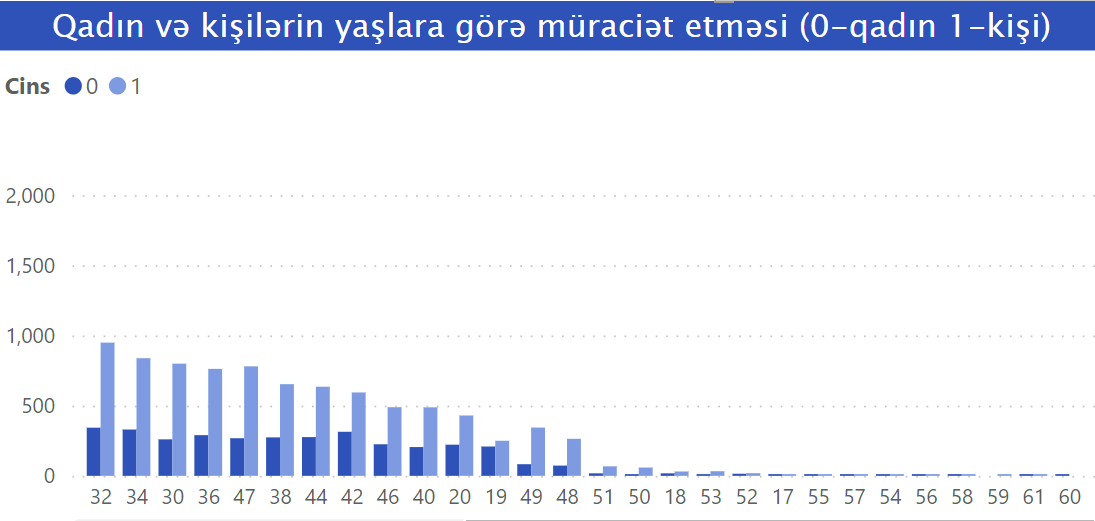 Qadın və kişilərin yaşlara görə müraciət etməsi (0-qadın 1-kişi)
Cins 0 1
2,000
1,500
1,000
500
0
32 34 30 36 47 38 44 42 46 40 20 19 49 48 51 50 18 53 52 17 55 57 54 56 58 59 61 60